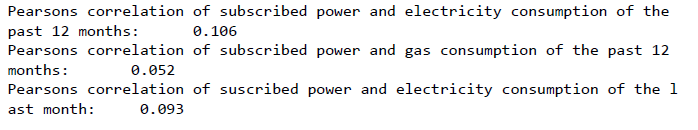 Pearsons correlation of subscribed power and electricity consumption of the
past 12 months:      0.106
Pearsons correlation of subscribed power and gas consumption of the past 12
months:      0.052
Pearsons correlation of suscribed power and electricity consumption of the l
ast month:     0.093